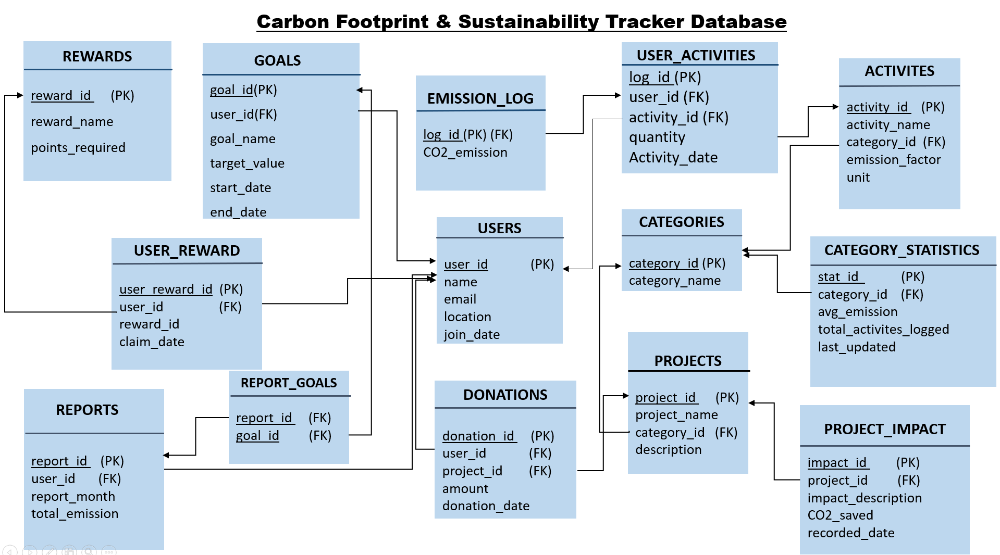 Carbon Footprint & Sustainability Tracker Database
REWARDS
reward_id (PK)
reward_name
points_required
GOALS
goal_id(PK)
user_id(FK)
goal_name
target_value
start_date
end_date
EMISSION_LOG
log_id (PK) (FK)
CO2_emission
USER_ACTIVITIES
log_id (PK)
user_id (FK)
activity_id (FK)
quantity
Activity_date
ACTIVITES
activity_id (PK)
activity_name
category_id (FK)
emission_factor
unit
USER_REWARD
user_reward_id (PK)
user_id (FK)
reward_id
claim_date
USERS
user_id (PK)
name
email
location
join_date
CATEGORIES
category_id (PK)
category_name
CATEGORY_STATISTICS
stat_id (PK)
category_id (FK)
avg_emission
total_activites_logged
last_updated
REPORTS
report_id (PK)
user_id (FK)
report_month
total_emission
REPORT_GOALS
report_id (FK)
goal_id (FK)
DONATIONS
donation_id (PK)
user_id (FK)
project_id (FK)
amount
donation_date
PROJECTS
project_id (PK)
project_name
category_id (FK)
description
PROJECT_IMPACT
impact_id (PK)
project_id (FK)
impact_description
CO2_saved
recorded_date